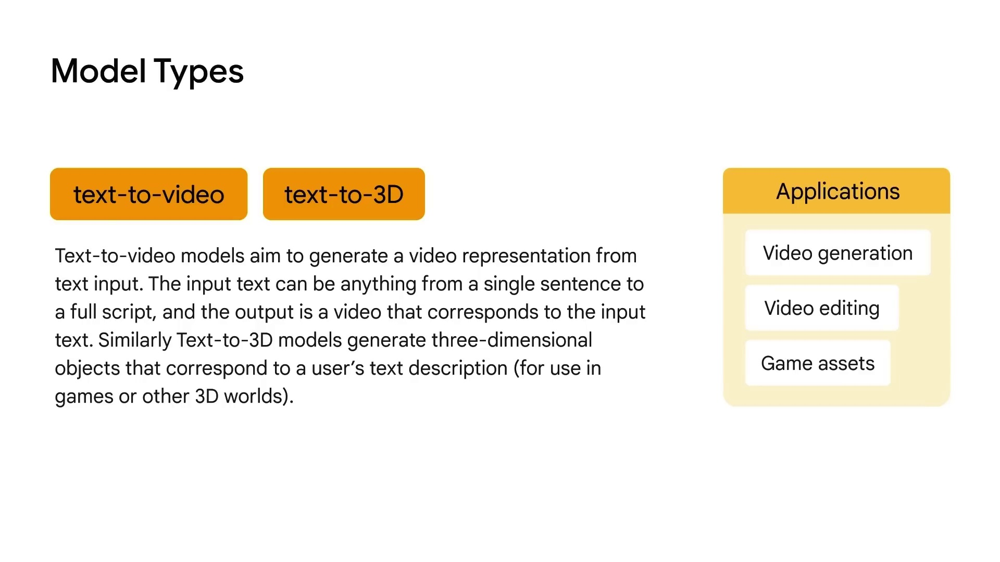 Model Types
text-to-video
text-to-3D
Text-to-video models aim to generate a video representation from
text input. The input text can be anything from a single sentence to
a full script, and the output is a video that corresponds to the input
text. Similarly Text-to-3D models generate three-dimensional
objects that correspond to a user’s text description (for use in
games or other 3D worlds).
Applications
Video generation
Video editing
Game assets